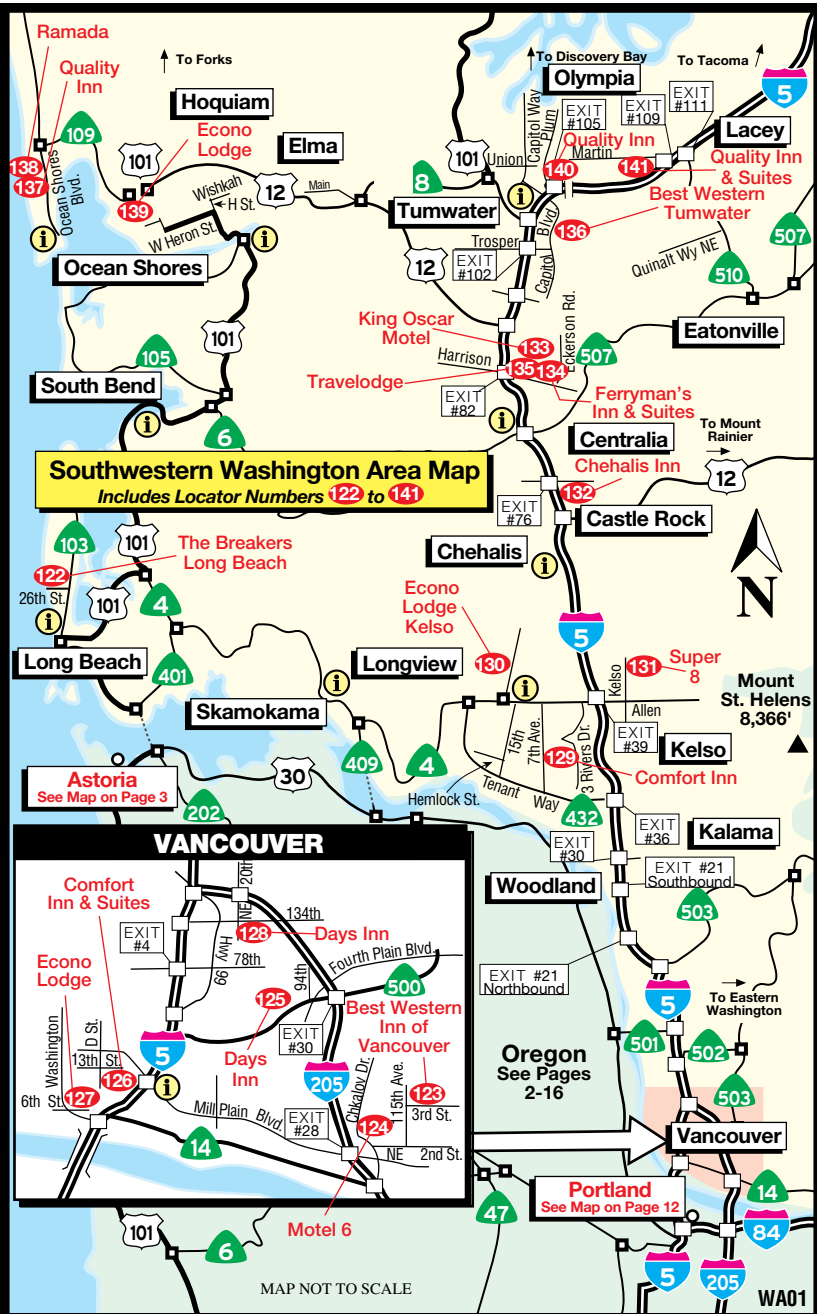 Ramada
To Forks
Quality
Inn
Hoquiam
109
101
Econo
Lodge
Elma
138
137
Ocean Shores
Blvd.
139
Wishkah
H St.
W Heron St.
12
Main
i
i
Ocean Shores
101
105
South Bend
i
6
To Discovery Bay
To Tacoma
Olympia
5
Capitol Way
Plum
EXIT
#105
EXIT
#109
EXIT
#111
Lacey
101
Union
Quality Inn
Martin
8
140
141
Quality Inn
& Suites
i
Tumwater
Best Western
Tumwater
136
Blvd.
Capitol
Trosper
EXIT
#102
12
507
Quinalt Wy NE
510
Eatonville
King Oscar
Motel
133
Eckerson Rd.
507
Harrison
135
134
Travelodge
EXIT
#82
Ferryman's
Inn & Suites
i
Centralia
To Mount
Rainier
12
Chehalis Inn
132
EXIT
#76
Castle Rock
Chehalis
i
N
Southwestern Washington Area Map
Includes Locator Numbers 122 to 141
103
101
The Breakers
Long Beach
122
26th St.
101
4
i
Long Beach
401
Econo
Lodge
Kelso
5
Longview
130
131
Super
8
Kelso
i
i
Allen
Mount
St. Helens
8,366'
Skamokama
EXIT
#39
Kelso
15th
7th Ave.
129
3 Rivers Dr.
Comfort Inn
409
4
Hemlock St.
Tenant
Way
432
EXIT
#36
Kalama
Astoria
See Map on Page 3
30
202
EXIT
#30
EXIT #21
Southbound
Woodland
503
EXIT #21
Northbound
5
To Eastern
Washington
501
502
Oregon
See Pages
2-16
503
Vancouver
14
Portland
See Map on Page 12
84
47
5
205
101
6
MAP NOT TO SCALE
WA01
VANCOUVER
Comfort
Inn & Suites
NE
20th
134th
EXIT
#4
128
Days Inn
Hwy 99
78th
94th
Fourth Plain Blvd.
Econo
Lodge
500
125
Best Western
Inn of
Vancouver
EXIT
#30
Washington
D St.
5
Days
Inn
13th
St.
126
i
205
Chkalov Dr.
115th Ave.
123
6th St.
127
Mill Plain Blvd.
EXIT
#28
124
3rd St.
14
NE
2nd St.
Motel 6